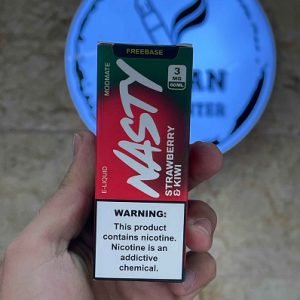 FREEBASE
MODMATE
3
MG
60ML
NASTY
STRAWBERRY
& KIWI
E-LIQUID
WARNING:
This product
contains nicotine.
Nicotine is an
addictive
chemical.